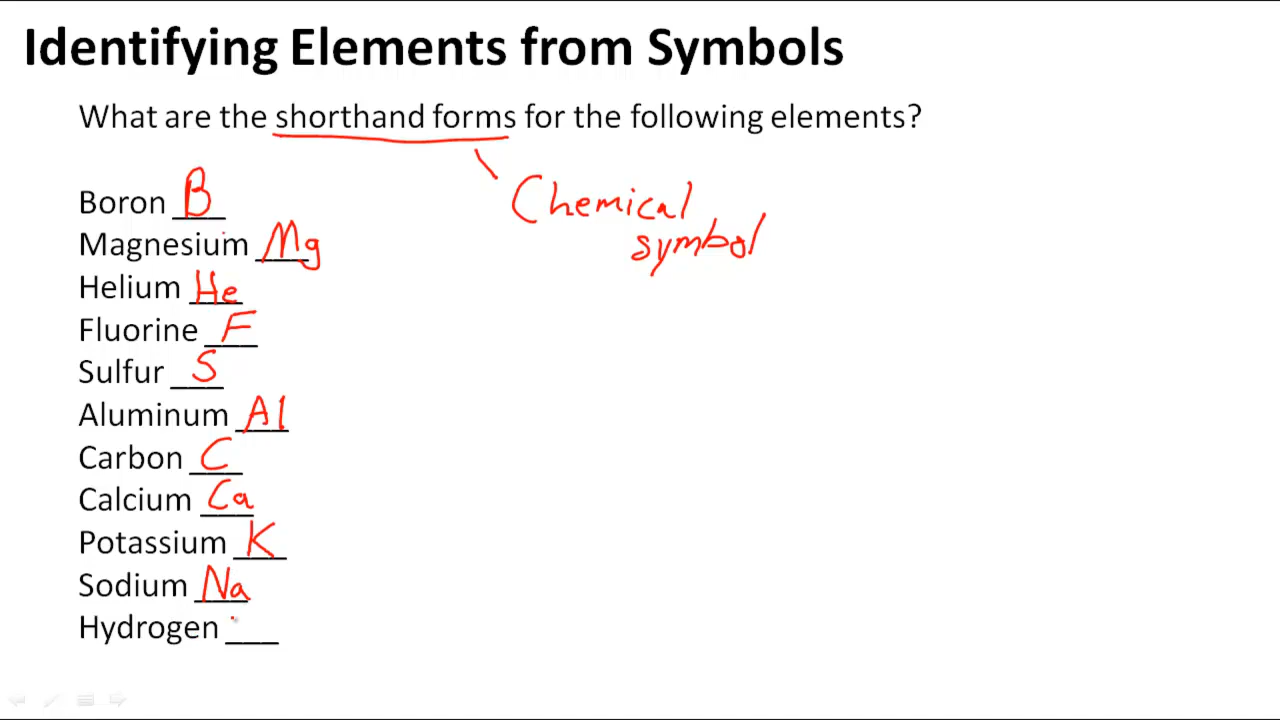 Identifying Elements from Symbols
What are the shorthand forms for the following elements?
Boron B
Chemical
symbol
Magnesium Mg
Helium He
Fluorine F
Sulfur S
Aluminum Al
Carbon C
Calcium Ca
Potassium K
Sodium Na
Hydrogen ___